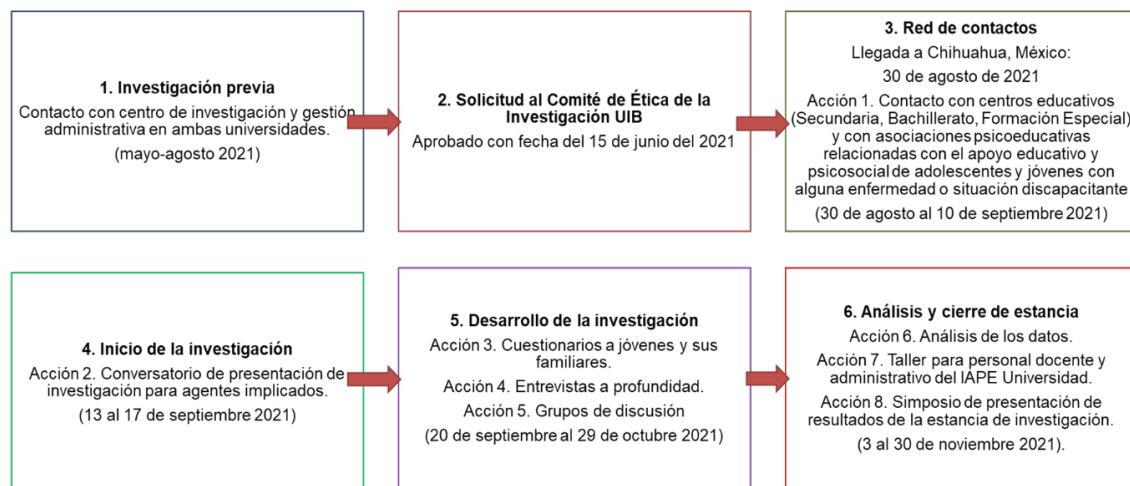 1. Investigación previa
Contacto con centro de investigación y gestión
administrativa en ambas universidades.
(mayo-agosto 2021)
2. Solicitud al Comité de Ética de la
Investigación UIB
Aprobado con fecha del 15 de junio del 2021
3. Red de contactos
Llegada a Chihuahua, México:
30 de agosto de 2021
Acción 1. Contacto con centros educativos
(Secundaria, Bachillerato, Formación Especial)
y con asociaciones psicoeducativas
relacionadas con el apoyo educativo y
psicosocial de adolescentes y jóvenes con
alguna enfermedad o situación discapacitante
(30 de agosto al 10 de septiembre 2021)
4. Inicio de la investigación
Acción 2. Conversatorio de presentación de
investigación para agentes implicados.
(13 al 17 de septiembre 2021)
5. Desarrollo de la investigación
Acción 3. Cuestionarios a jóvenes y sus
familiares.
Acción 4. Entrevistas a profundidad.
Acción 5. Grupos de discusión
(20 de septiembre al 29 de octubre 2021)
6. Análisis y cierre de estancia
Acción 6. Análisis de los datos.
Acción 7. Taller para personal docente y
administrativo del IAPE Universidad.
Acción 8. Simposio de presentación de
resultados de la estancia de investigación.
(3 al 30 de noviembre 2021).